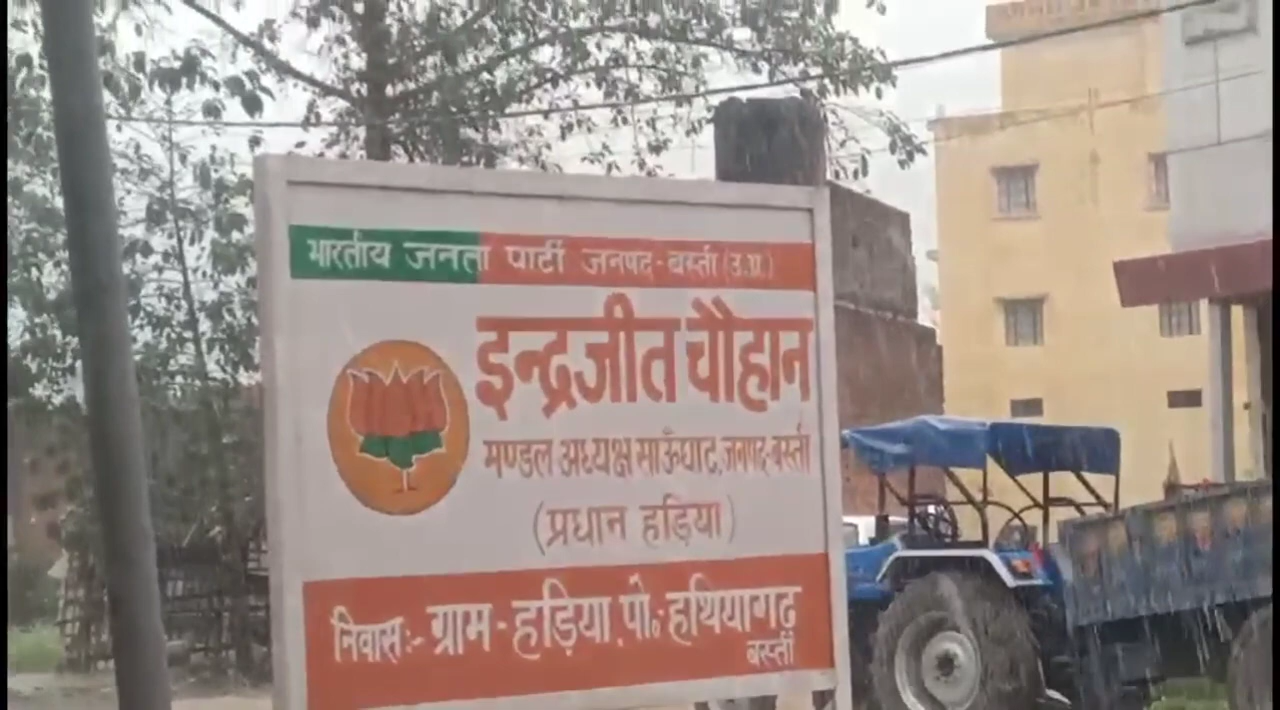 भारतीय जनता पार्टी जनपद-बस्ती (उ.प्र.)
इन्द्रजीत चौहान
मण्डल अध्यक्ष साऊँघाट, जनपद-बस्ती
(प्रधान हड़िया)
निवास:- ग्राम-हड़िया, पो॰-हथियागढ़
बस्ती